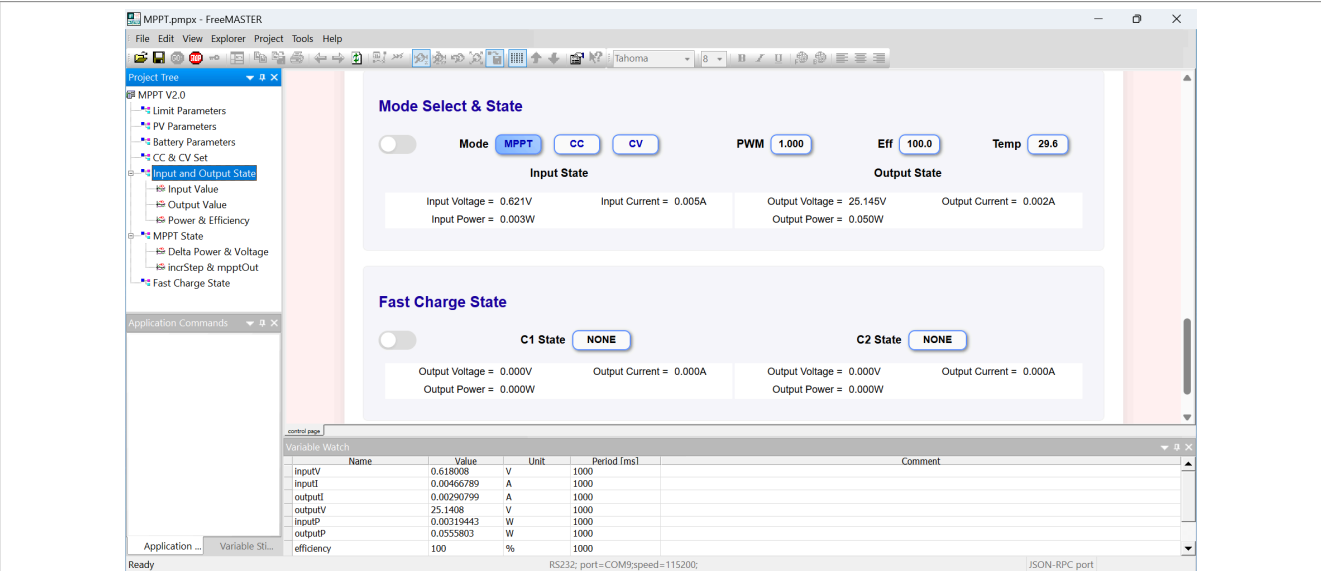 MPPT.pmpx - FreeMASTER
File Edit View Explorer Project Tools Help
Tahoma 8 B I U
Project Tree
MPPT V2.0
Limit Parameters
PV Parameters
Battery Parameters
CC & CV Set
Input and Output State
Input Value
Output Value
Power & Efficiency
MPPT State
Delta Power & Voltage
incrStep & mpptOut
Fast Charge State
Application Commands
Application ... Variable Sti...
Mode Select & State
Mode MPPT CC CV PWM 1.000 Eff 100.0 Temp 29.6
Input State Output State
Input Voltage = 0.621V Input Current = 0.005A Output Voltage = 25.145V Output Current = 0.002A
Input Power = 0.003W Output Power = 0.050W
Fast Charge State
C1 State NONE C2 State NONE
Output Voltage = 0.000V Output Current = 0.000A Output Voltage = 0.000V Output Current = 0.000A
Output Power = 0.000W Output Power = 0.000W
control page
Variable Watch
Name Value Unit Period [ms] Comment
inputV 0.618008 V 1000
inputI 0.00466789 A 1000
outputI 0.00290799 A 1000
outputV 25.1408 V 1000
inputP 0.00319443 W 1000
outputP 0.0555803 W 1000
efficiency 100 % 1000
Ready RS232; port=COM9;speed=115200; JSON-RPC port